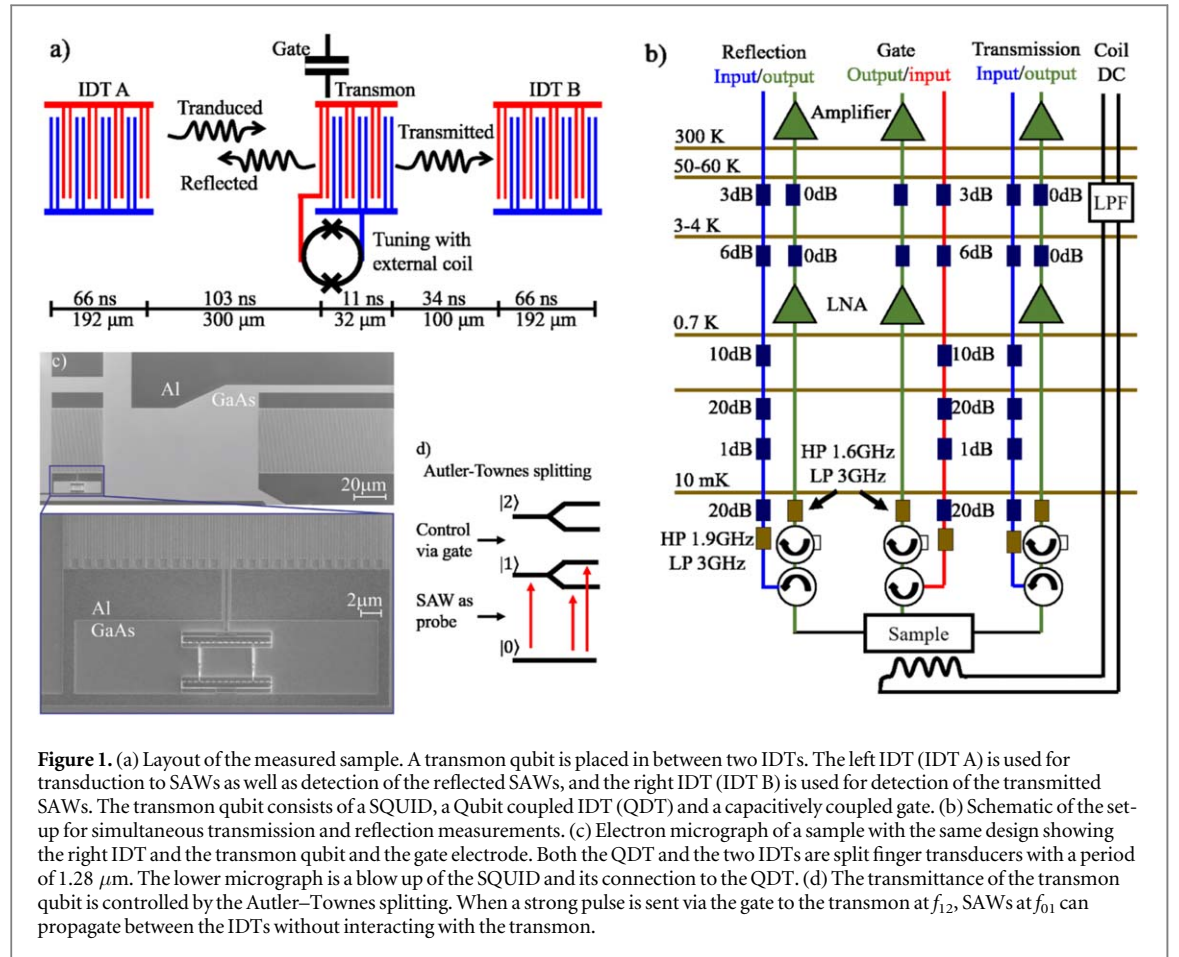 a)
Gate
IDT A
Transmon
IDT B
Tranduced
Transmitted
Reflected
Tuning with
external coil
66 ns 103 ns 11 ns 34 ns 66 ns
192 μm 300 μm 32 μm 100 μm 192 μm
b)
Reflection Gate Transmission Coil
Input/output Output/input Input/output DC
Amplifier
300 K
50-60 K
3dB 0dB 3dB 0dB LPF
3-4 K
6dB 0dB 6dB 0dB
LNA
0.7 K
10dB 10dB
20dB 20dB
1dB HP 1.6GHz 1dB
LP 3GHz
10 mK
20dB 20dB
HP 1.9GHz
LP 3GHz
Sample
c)
Al
GaAs
20μm
Al
GaAs
2μm
d)
Autler-Townes splitting
|2⟩
Control
via gate
|1⟩
SAW as
probe
|0⟩
Figure 1. (a) Layout of the measured sample. A transmon qubit is placed in between two IDTs. The left IDT (IDT A) is used for
transduction to SAWs as well as detection of the reflected SAWs, and the right IDT (IDT B) is used for detection of the transmitted
SAWs. The transmon qubit consists of a SQUID, a Qubit coupled IDT (QDT) and a capacitively coupled gate. (b) Schematic of the set-
up for simultaneous transmission and reflection measurements. (c) Electron micrograph of a sample with the same design showing
the right IDT and the transmon qubit and the gate electrode. Both the QDT and the two IDTs are split finger transducers with a period
of 1.28 μm. The lower micrograph is a blow up of the SQUID and its connection to the QDT. (d) The transmittance of the transmon
qubit is controlled by the Autler–Townes splitting. When a strong pulse is sent via the gate to the transmon at f12, SAWs at f01 can
propagate between the IDTs without interacting with the transmon.